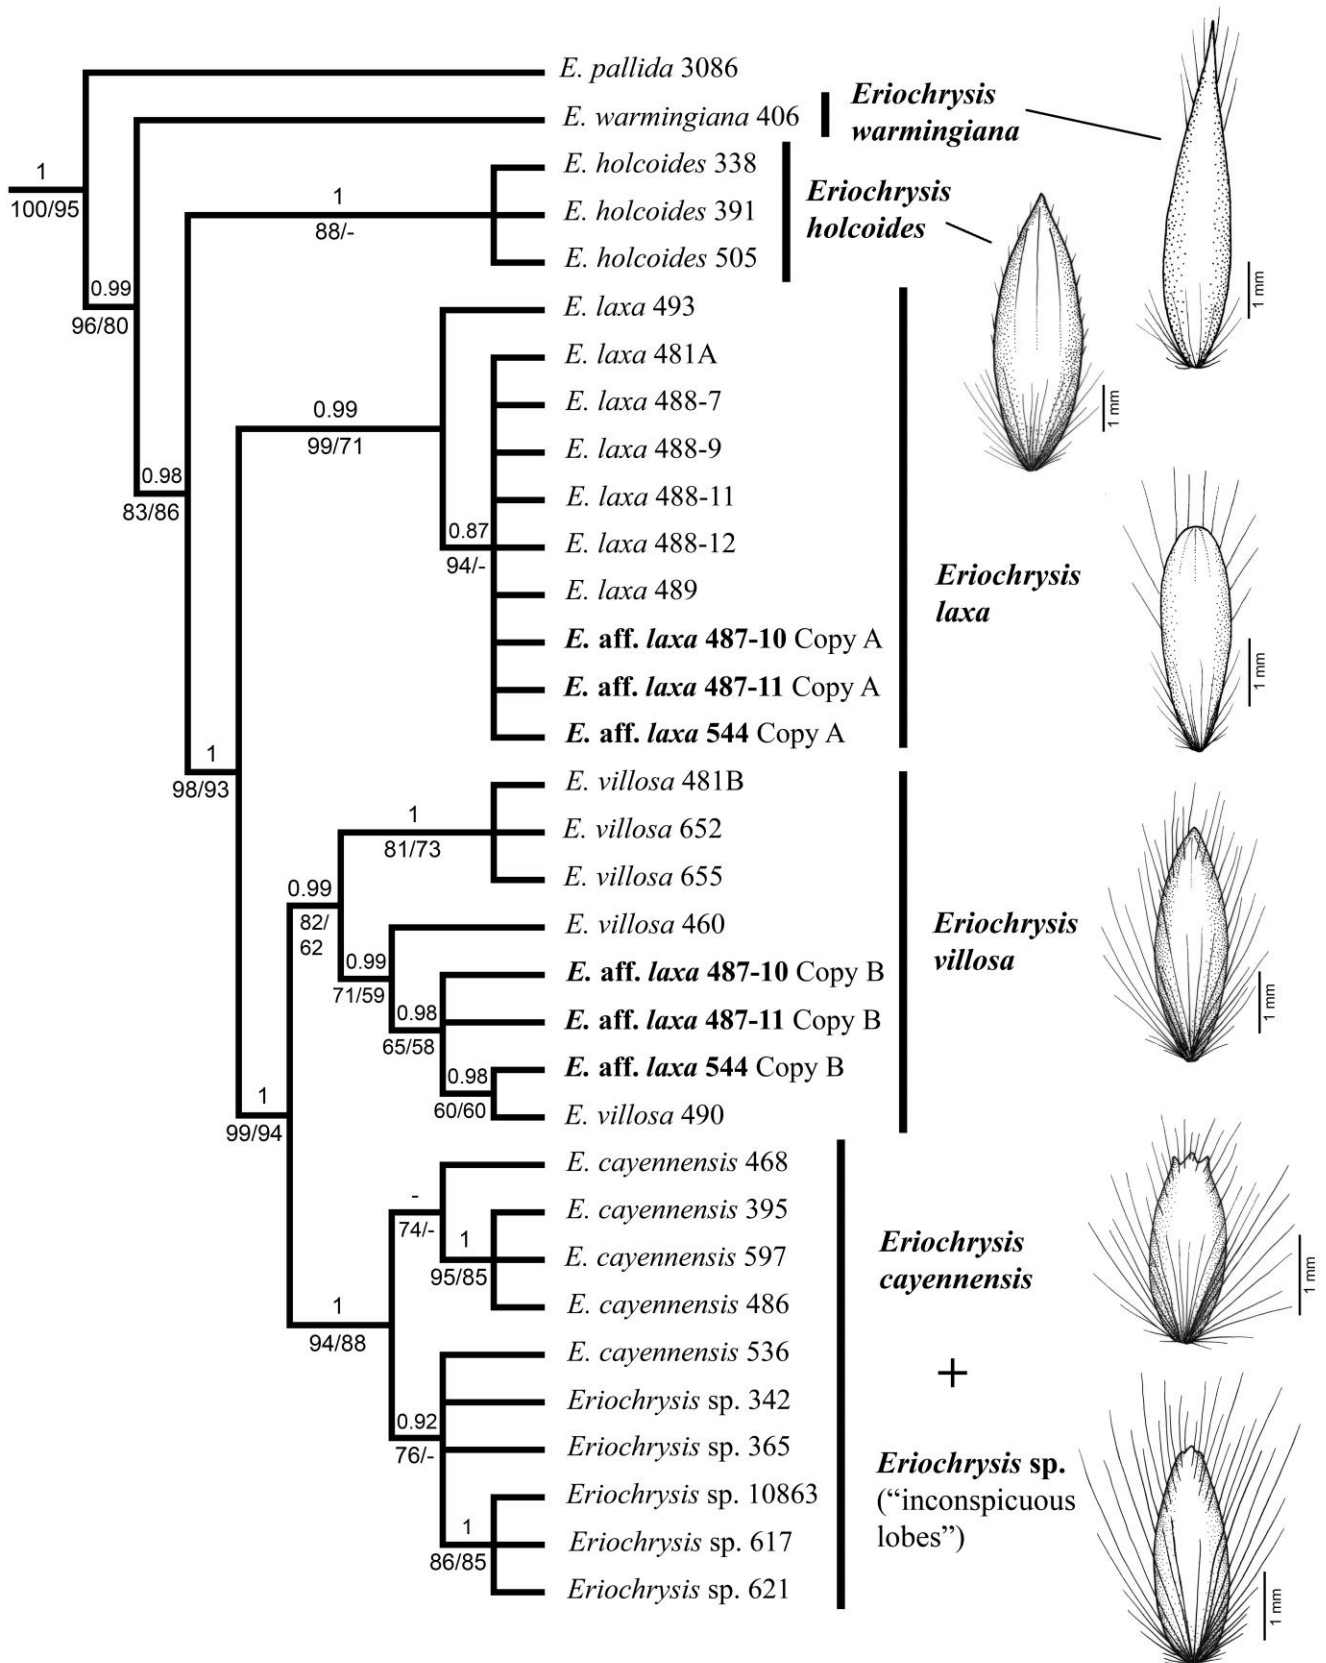 E. pallida 3086
E. warmingiana 406
E. holcoides 338
E. holcoides 391
E. holcoides 505
E. laxa 493
E. laxa 481A
E. laxa 488-7
E. laxa 488-9
E. laxa 488-11
E. laxa 488-12
E. laxa 489
E. aff. laxa 487-10 Copy A
E. aff. laxa 487-11 Copy A
E. aff. laxa 544 Copy A
E. villosa 481B
E. villosa 652
E. villosa 655
E. villosa 460
E. aff. laxa 487-10 Copy B
E. aff. laxa 487-11 Copy B
E. aff. laxa 544 Copy B
E. villosa 490
E. cayennensis 468
E. cayennensis 395
E. cayennensis 597
E. cayennensis 486
E. cayennensis 536
Eriochrysis sp. 342
Eriochrysis sp. 365
Eriochrysis sp. 10863
Eriochrysis sp. 617
Eriochrysis sp. 621
1
100/95
0.99
96/80
0.98
83/86
1
88/-
1
98/93
0.99
99/71
0.87
94/-
1
99/94
0.99
82/
62
1
81/73
0.99
71/59
0.98
65/58
0.98
60/60
1
94/88
-
74/-
1
95/85
0.92
76/-
1
86/85
Eriochrysis
warmingiana
Eriochrysis
holcoides
Eriochrysis
laxa
Eriochrysis
villosa
Eriochrysis
cayennensis
+
Eriochrysis sp.
(“inconspicuous
lobes”)
1 mm
1 mm
1 mm
1 mm
1 mm
1 mm